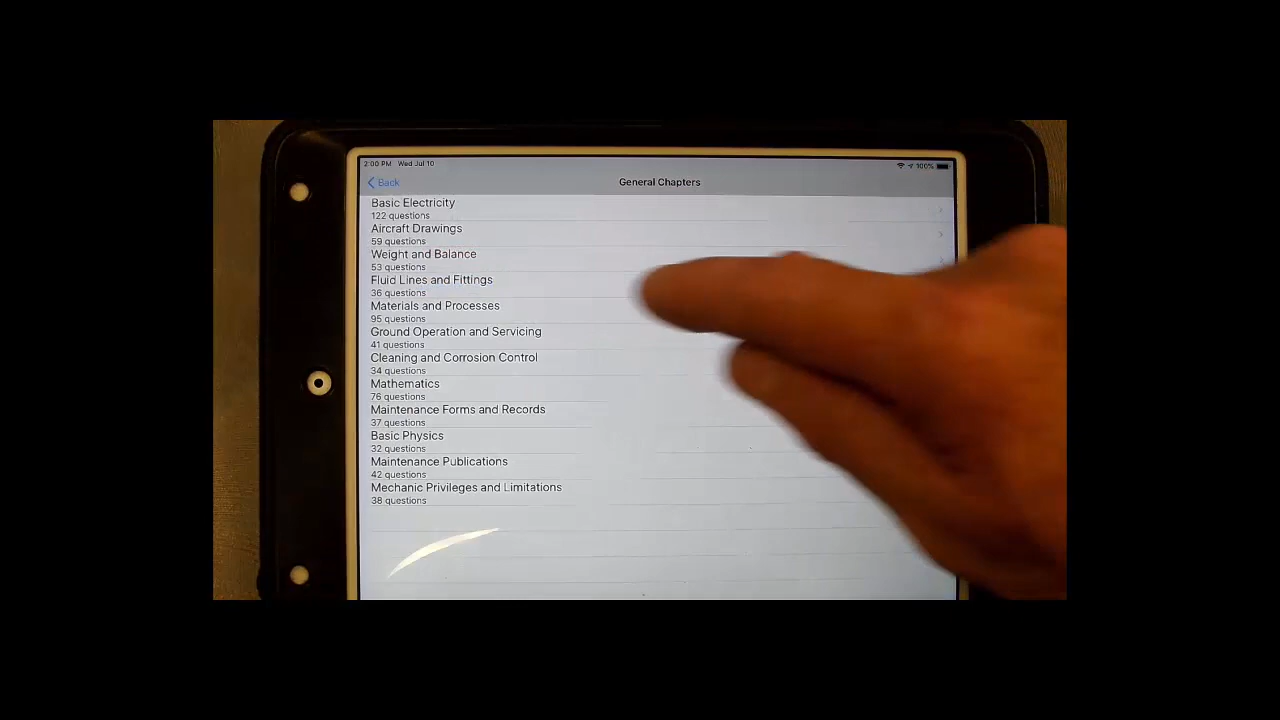 2:00 PM Wed Jul 10
100%
Back
General Chapters
Basic Electricity
122 questions
Aircraft Drawings
59 questions
Weight and Balance
53 questions
Fluid Lines and Fittings
36 questions
Materials and Processes
95 questions
Ground Operation and Servicing
41 questions
Cleaning and Corrosion Control
34 questions
Mathematics
76 questions
Maintenance Forms and Records
37 questions
Basic Physics
32 questions
Maintenance Publications
42 questions
Mechanic Privileges and Limitations
38 questions